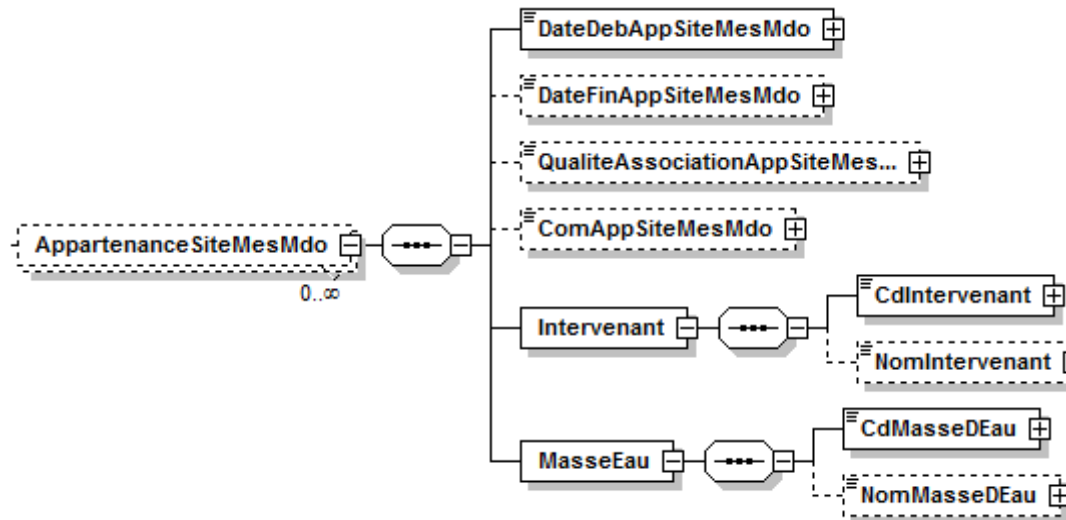 DateDebAppSiteMesMdo
DateFinAppSiteMesMdo
QualiteAssociationAppSiteMes...
ComAppSiteMesMdo
AppartenanceSiteMesMdo
0..∞
Intervenant
CdIntervenant
NomIntervenant
MasseEau
CdMasseDEau
NomMasseDEau